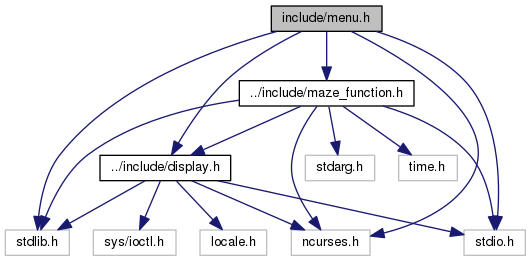 include/menu.h
../include/maze_function.h
../include/display.h
stdarg.h
time.h
stdlib.h
sys/ioctl.h
locale.h
ncurses.h
stdio.h